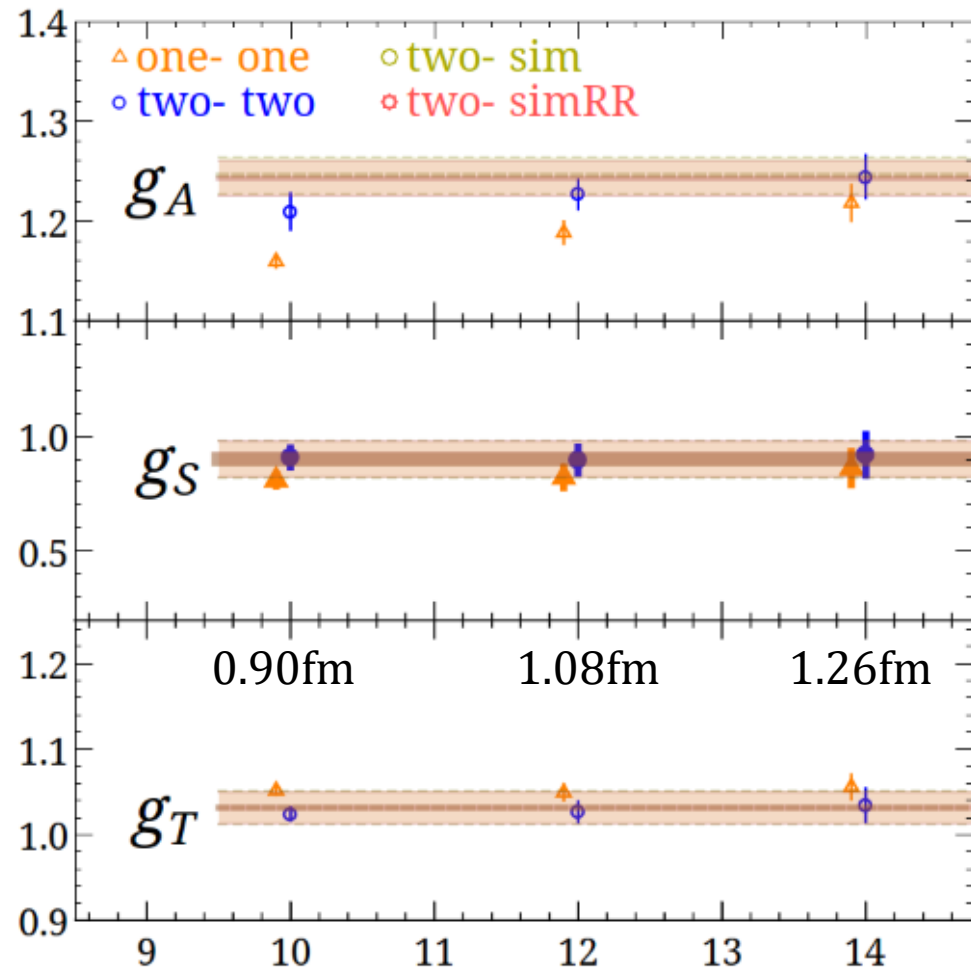 1.4
one- one two- sim
two- two two- simRR
1.3
g_A
1.2
1.1
1.0
g_S
0.5
0.90fm 1.08fm 1.26fm
1.2
1.1
g_T
1.0
0.9
9 10 11 12 13 14